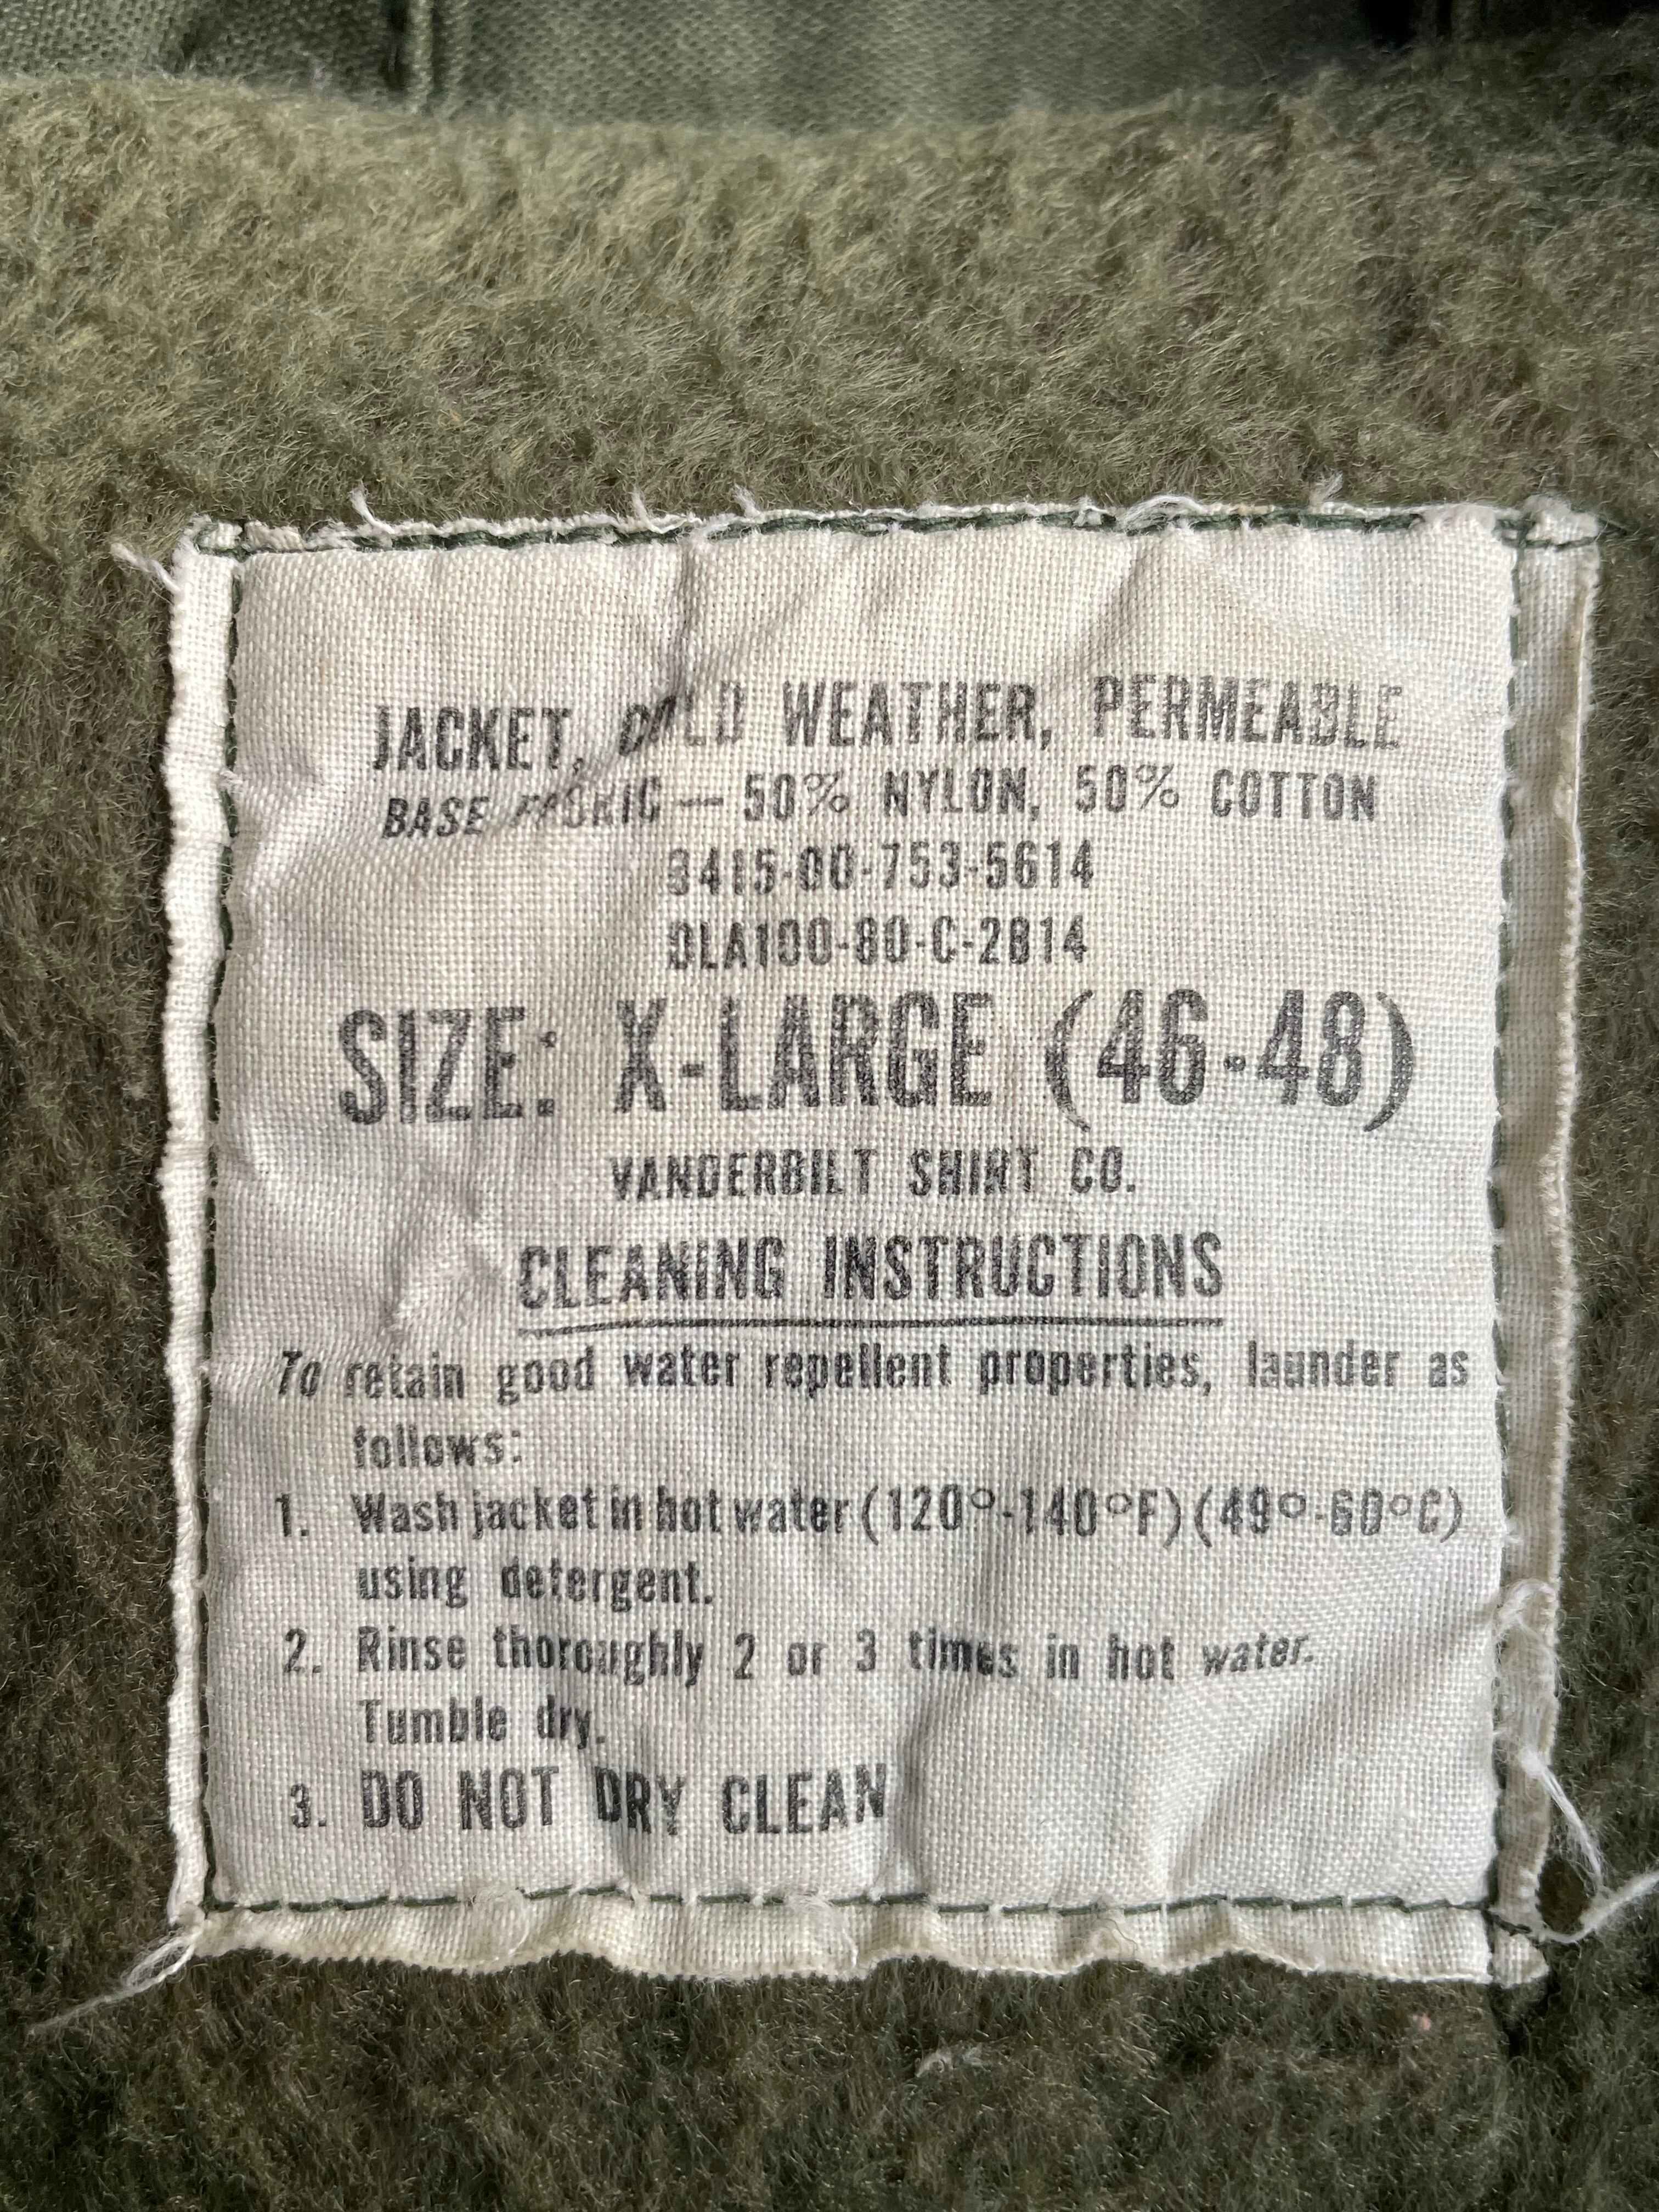 JACKET, COLD WEATHER, PERMEABLE
BASE FABRIC — 50% NYLON, 50% COTTON
8415-00-753-5614
DLA100-80-C-2814
SIZE: X-LARGE (46-48)
VANDERBILT SHIRT CO.
CLEANING INSTRUCTIONS
To retain good water repellent properties, launder as
follows:
1. Wash jacket in hot water (120°-140°F) (49°-60°C)
using detergent.
2. Rinse thoroughly 2 or 3 times in hot water.
Tumble dry.
3. DO NOT DRY CLEAN